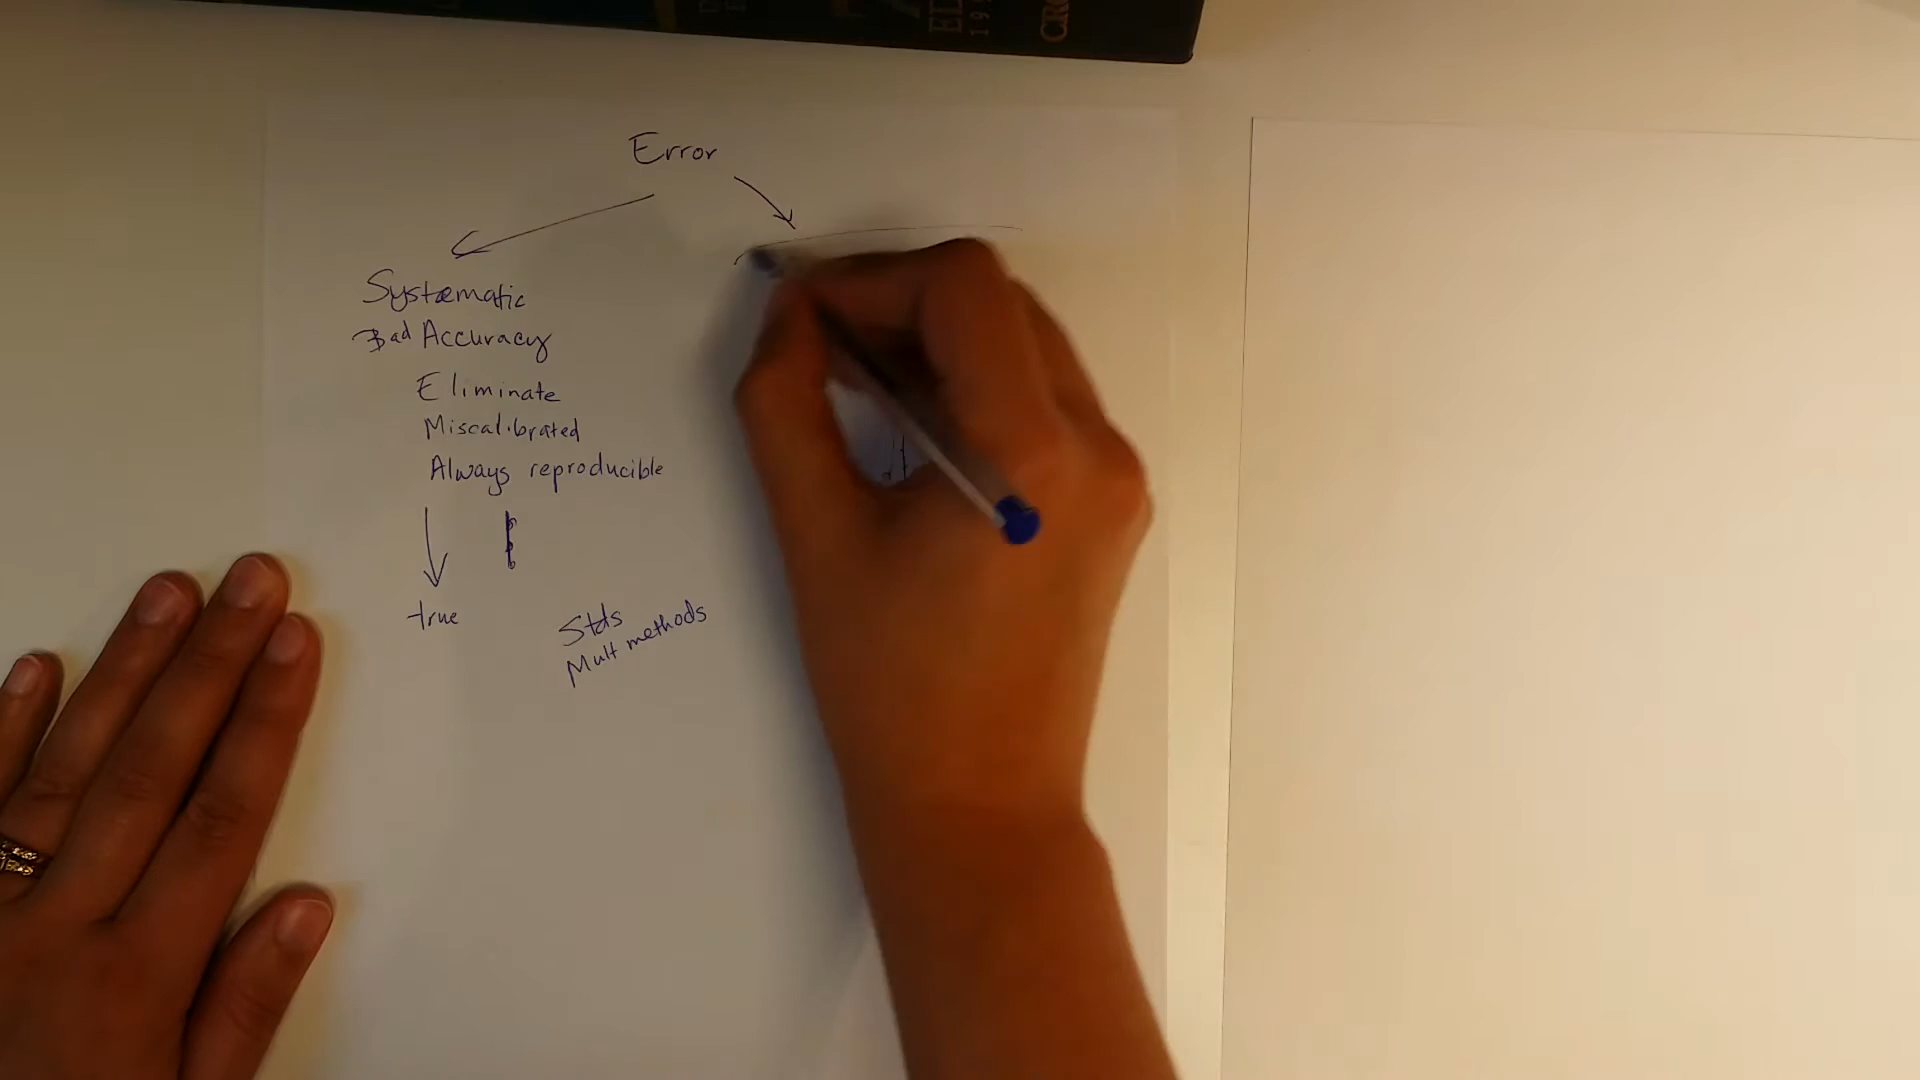 Error
Systematic
Bad Accuracy
Eliminate
Miscalibrated
Always reproducible
true
Stds
Mult methods